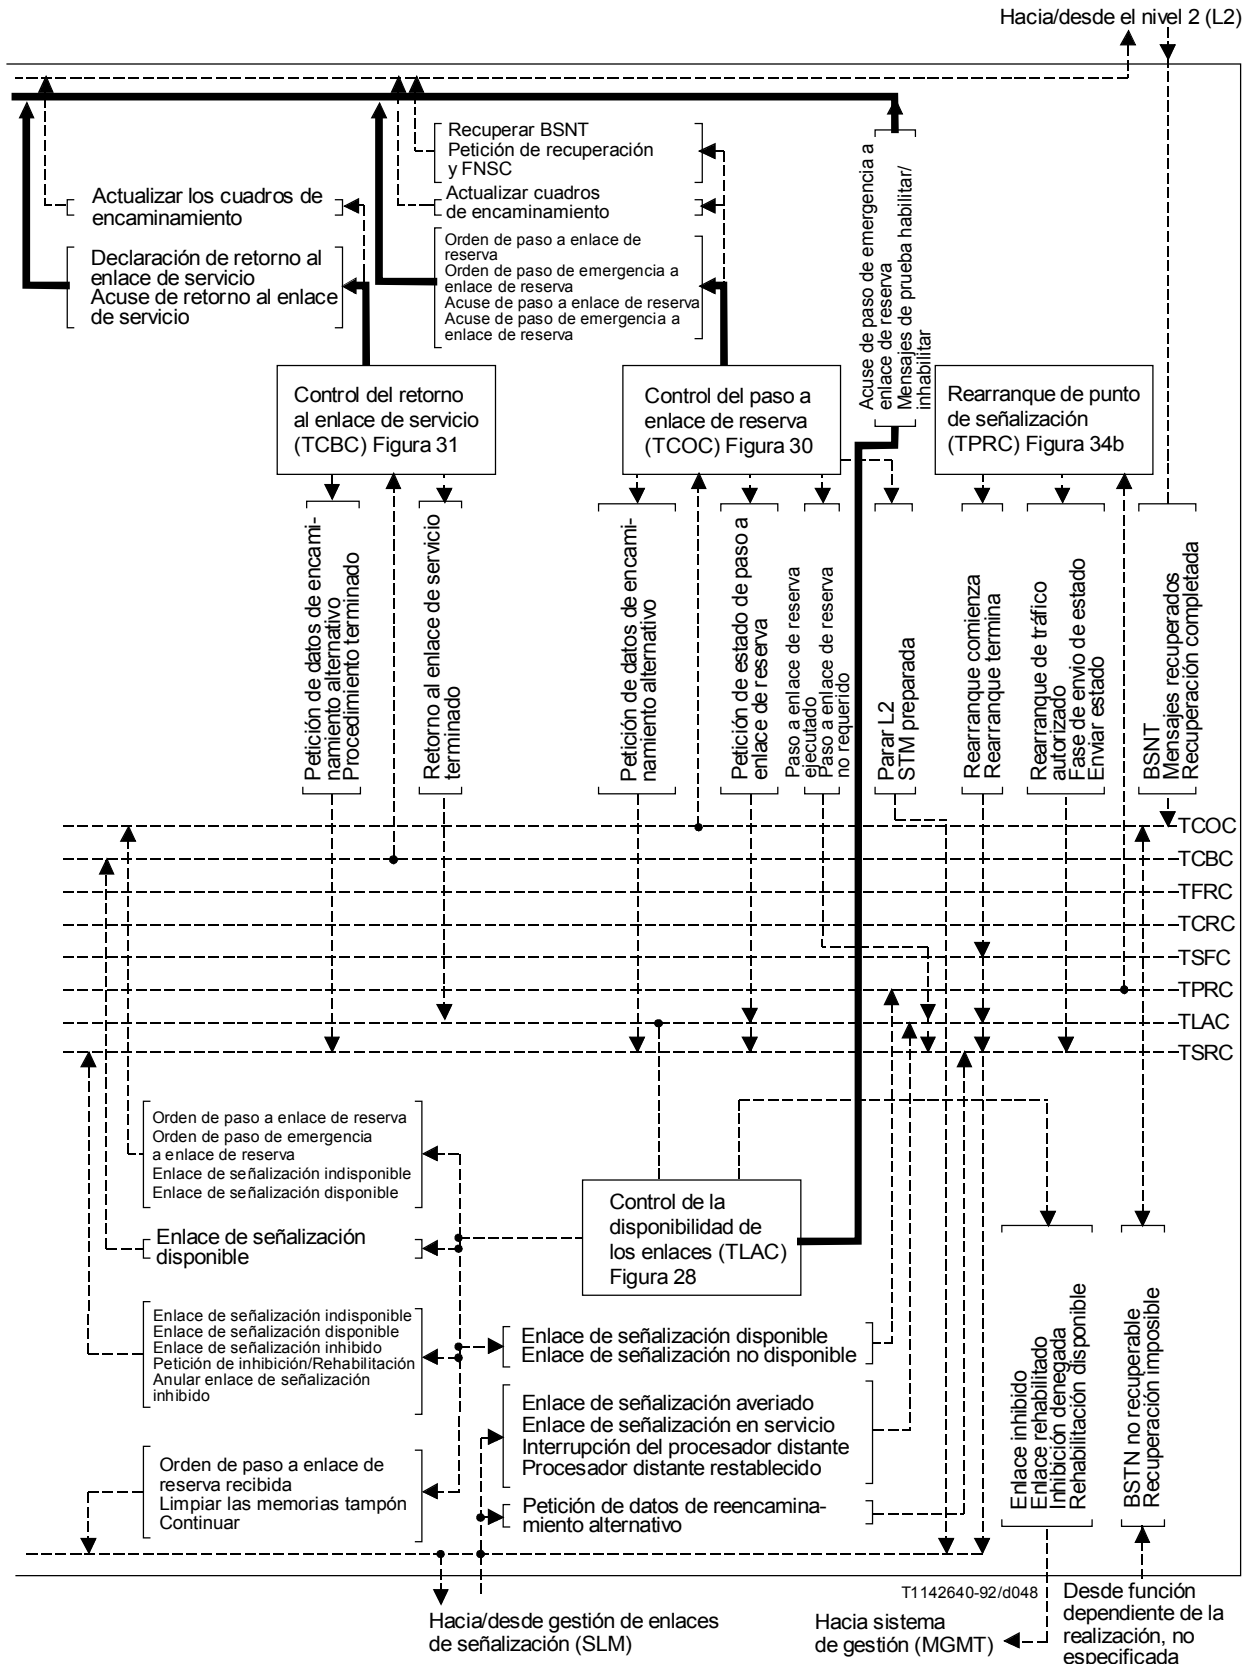 Hacia/desde el nivel 2 (L2)
Recuperar BSNT
Petición de recuperación
y FNSC
Actualizar los cuadros de
encaminamiento
Actualizar cuadros
de encaminamiento
Declaración de retorno al
enlace de servicio
Acuse de retorno al enlace
de servicio
Orden de paso a enlace de
reserva
Orden de paso de emergencia a
enlace de reserva
Acuse de paso a enlace de reserva
Acuse de paso de emergencia a
enlace de reserva
Acuse de paso de emergencia a
enlace de reserva
Mensajes de prueba habilitar/
inhabilitar
Control del retorno
al enlace de servicio
(TCBC) Figura 31
Control del paso a
enlace de reserva
(TCOC) Figura 30
Rearranque de punto
de señalización
(TPRC) Figura 34b
Petición de datos de encami-
namiento alternativo
Procedimiento terminado
Retorno al enlace de servicio
terminado
Petición de datos de encami-
namiento alternativo
Petición de estado de paso a
enlace de reserva
Paso a enlace de reserva
ejecutado
Paso a enlace de reserva
no requerido
Parar L2
STM preparada
Rearranque comienza
Rearranque termina
Rearranque de tráfico
autorizado
Fase de envio de estado
Enviar estado
BSNT
Mensajes recuperados
Recuperación completada
TCOC
TCBC
TFRC
TCRC
TSFC
TPRC
TLAC
TSRC
Orden de paso a enlace de reserva
Orden de paso de emergencia
a enlace de reserva
Enlace de señalización indisponible
Enlace de señalización disponible
Enlace de señalización
disponible
Control de la
disponibilidad de
los enlaces (TLAC)
Figura 28
Enlace de señalización indisponible
Enlace de señalización disponible
Enlace de señalización inhibido
Petición de inhibición/Rehabilitación
Anular enlace de señalización
inhibido
Enlace de señalización disponible
Enlace de señalización no disponible
Enlace de señalización averiado
Enlace de señalización en servicio
Interrupción del procesador distante
Procesador distante restablecido
Orden de paso a enlace de
reserva recibida
Limpiar las memorias tampón
Continuar
Petición de datos de reencamina-
miento alternativo
Enlace inhibido
Enlace rehabilitado
Inhibición denegada
Rehabilitación disponible
BSTN no recuperable
Recuperación imposible
T1142640-92/d048
Hacia/desde gestión de enlaces
de señalización (SLM)
Hacia sistema
de gestión (MGMT)
Desde función
dependiente de la
realización, no
especificada